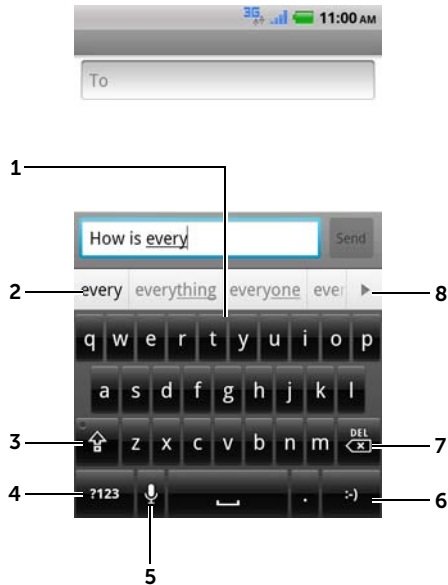 3G 11:00 AM
To
1
How is every
Send
2
every everything everyone ever
8
q w e r t y u i o p
a s d f g h j k l
3
z x c v b n m DEL
7
4
?123 . :-)
6
5